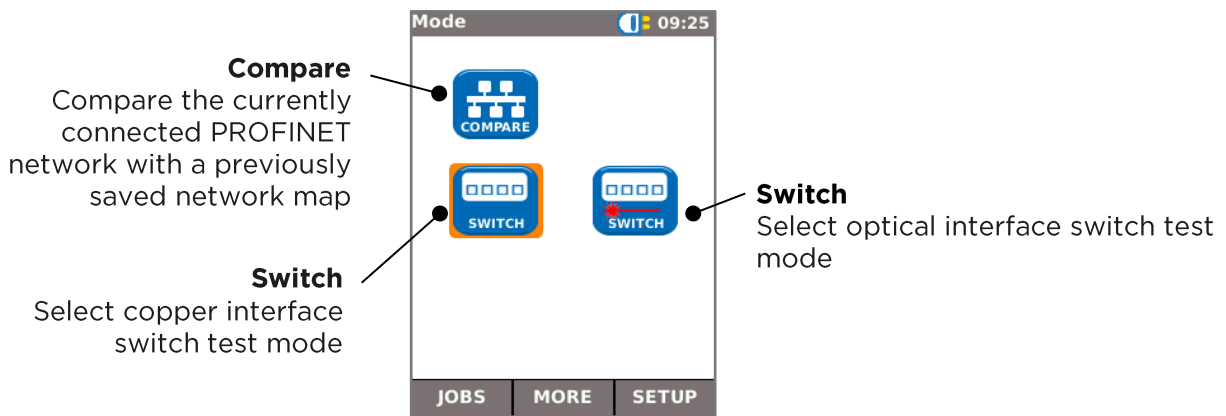 Mode 09:25
Compare
Compare the currently
connected PROFINET
network with a previously
saved network map
COMPARE
SWITCH
SWITCH
Switch
Select optical interface switch test
mode
Switch
Select copper interface
switch test mode
JOBS MORE SETUP